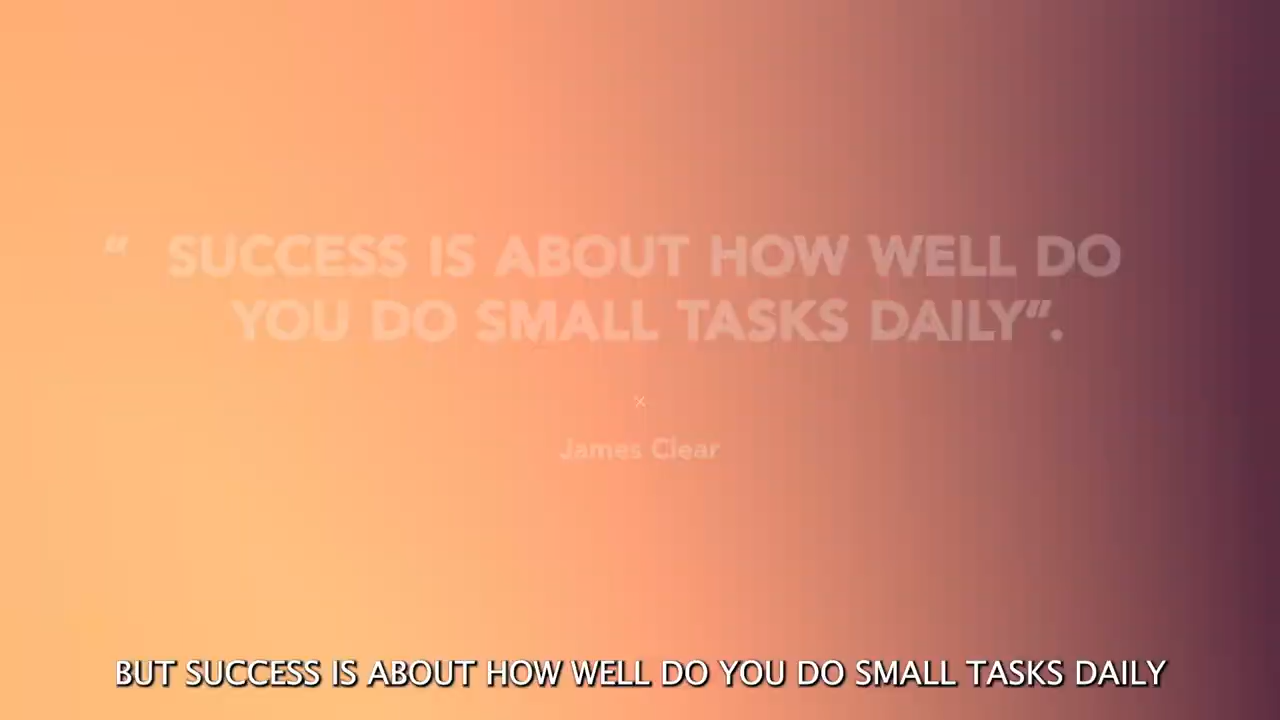 “ SUCCESS IS ABOUT HOW WELL DO
YOU DO SMALL TASKS DAILY”.
×
James Clear
BUT SUCCESS IS ABOUT HOW WELL DO YOU DO SMALL TASKS DAILY